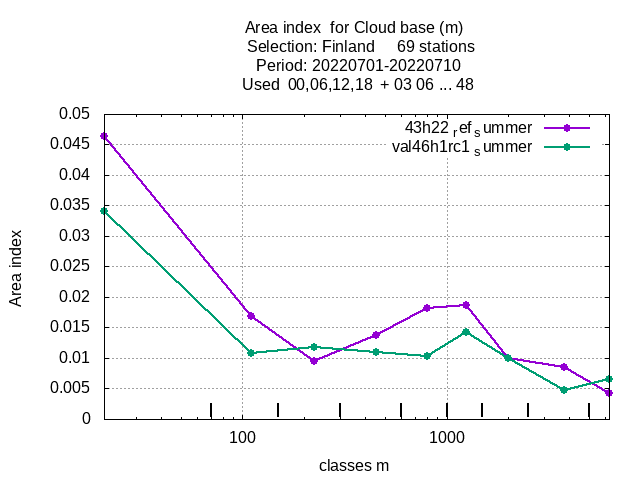 Area index  for Cloud base (m)
Selection: Finland     69 stations
Period: 20220701-20220710
Used  00,06,12,18  + 03 06 ... 48
43h22_ref_summer
val46h1rc1_summer
0.05
0.045
0.04
0.035
0.03
0.025
0.02
0.015
0.01
0.005
0
Area index
100 1000
classes m